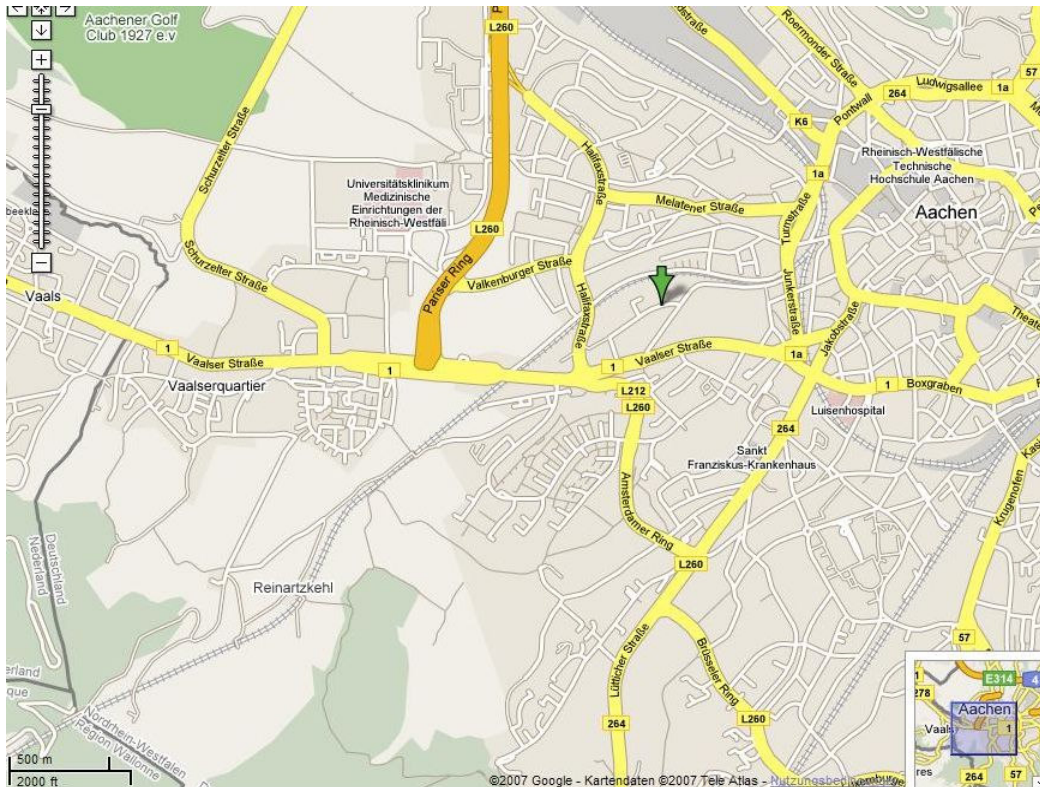 Aachener Golf
Club 1927 e.v
L260
Roermonder Straße
Ludwigsallee
57
1a
264
Pontwall
K6
Schurzelter Straße
Halifaxstraße
Rheinisch-Westfälische
Technische
Hochschule Aachen
1a
Universitätsklinikum
Medizinische
Einrichtungen der
Rheinisch-Westfäli
Melatener Straße
Turmstraße
Aachen
L260
Schurzelter Straße
Pariser Ring
Valkenburger Straße
Halifaxstraße
Junkerstraße
Jakobstraße
Vaals
1
Vaalser Straße
1
Vaalser Straße
1
1a
Vaalserquartier
L212
L260
1
Boxgraben
Luisenhospital
264
Sankt
Franziskus-Krankenhaus
Krugenofen
Amsterdamer Ring
L260
Deutschland
Nederland
Reinartzkehl
Lütticher Straße
Brüsseler Ring
57
264
L260
Nordrhein-Westfalen
Région Wallonne
E314
Aachen
1
Vaals
264
57
500 m
2000 ft
©2007 Google - Kartendaten ©2007 Tele Atlas -